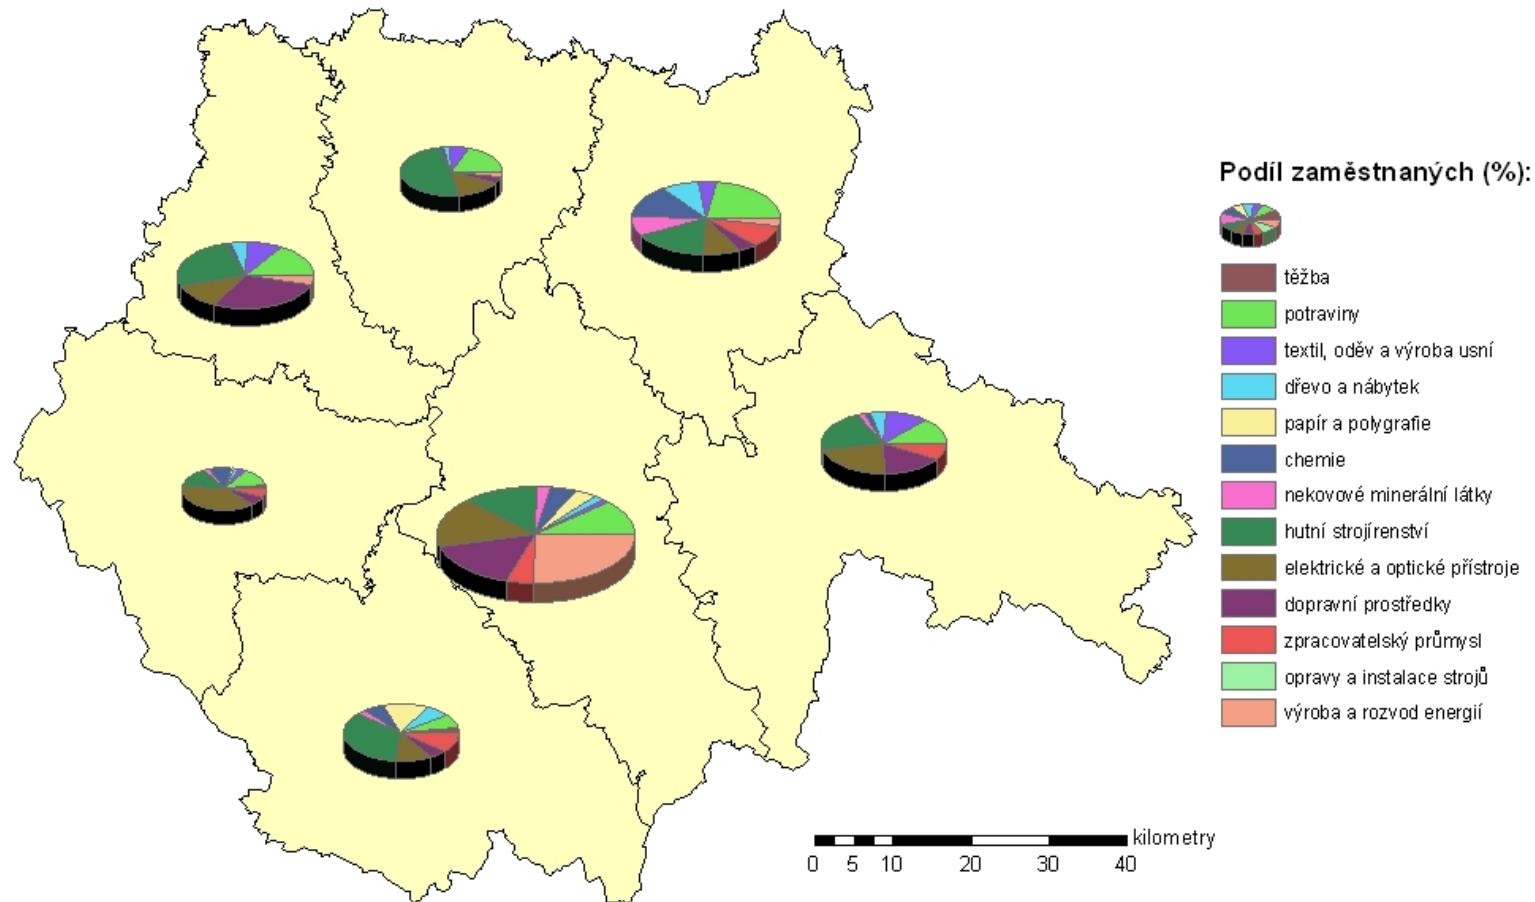 Podíl zaměstnaných (%):
těžba
potraviny
textil, oděv a výroba usní
dřevo a nábytek
papír a polygrafie
chemie
nekovové minerální látky
hutní strojírenství
elektrické a optické přístroje
dopravní prostředky
zpracovatelský průmysl
opravy a instalace strojů
výroba a rozvod energií
kilometry
0 5 10 20 30 40